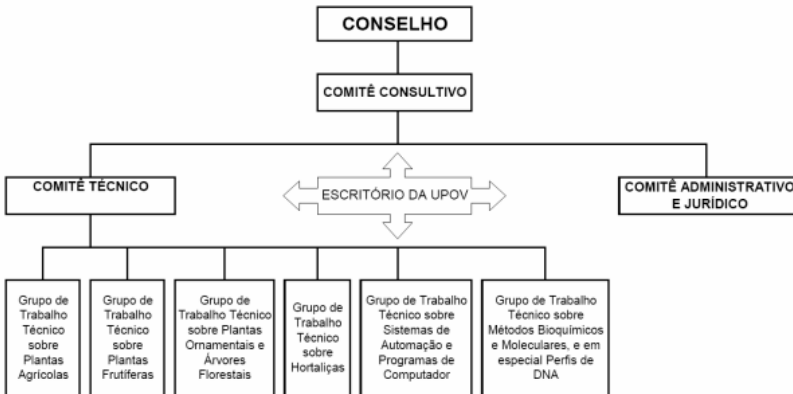 CONSELHO
COMITÊ CONSULTIVO
COMITÊ TÉCNICO
ESCRITÓRIO DA UPOV
COMITÊ ADMINISTRATIVO
E JURÍDICO
Grupo de
Trabalho
Técnico
sobre
Plantas
Agrícolas
Grupo de
Trabalho
Técnico
sobre
Plantas
Frutíferas
Grupo de
Trabalho Técnico
sobre Plantas
Ornamentais e
Árvores
Florestais
Grupo de
Trabalho
Técnico
sobre
Hortaliças
Grupo de Trabalho
Técnico sobre
Sistemas de
Automação e
Programas de
Computador
Grupo de Trabalho
Técnico sobre
Métodos Bioquímicos
e Moleculares, e em
especial Perfis de
DNA